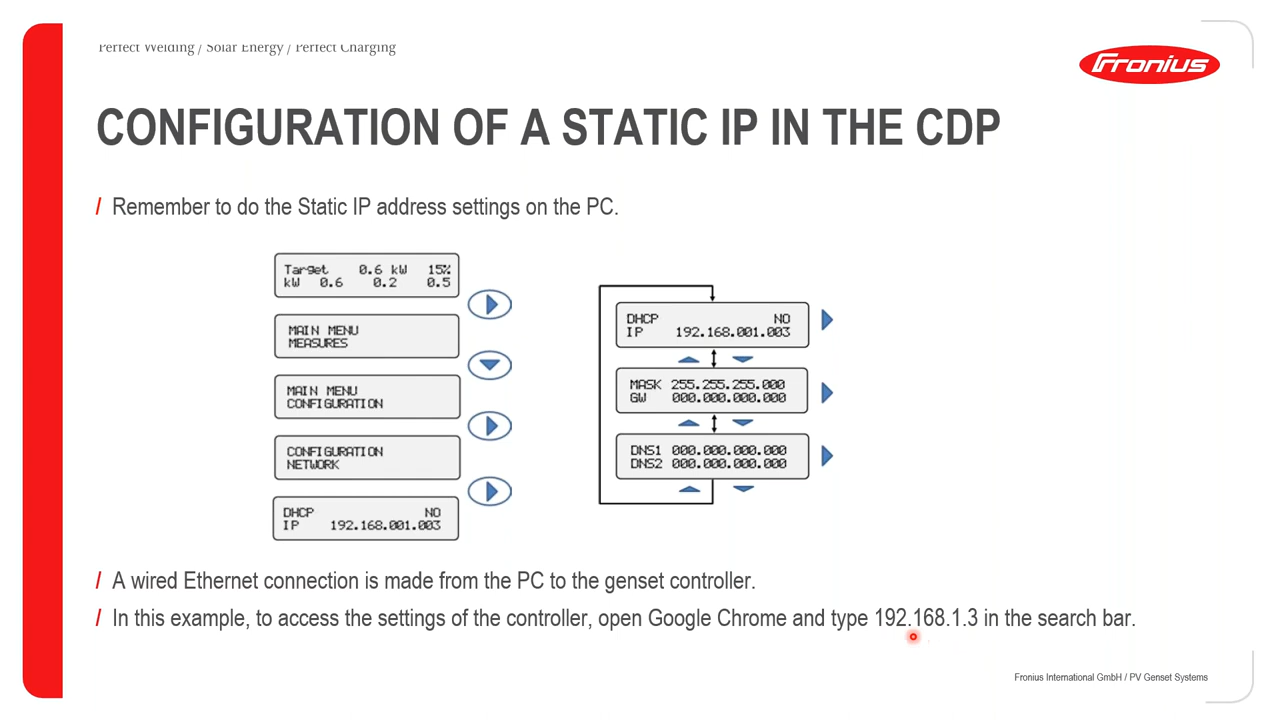 Perfect Welding / Solar Energy / Perfect Charging
Fronius
CONFIGURATION OF A STATIC IP IN THE CDP
/ Remember to do the Static IP address settings on the PC.
Target 0.6 kW 15%
kW 0.6 0.2 0.5
MAIN MENU
MEASURES
MAIN MENU
CONFIGURATION
CONFIGURATION
NETWORK
DHCP NO
IP 192.168.001.003
DHCP NO
IP 192.168.001.003
MASK 255.255.255.000
GW 000.000.000.000
DNS1 000.000.000.000
DNS2 000.000.000.000
/ A wired Ethernet connection is made from the PC to the genset controller.
/ In this example, to access the settings of the controller, open Google Chrome and type 192.168.1.3 in the search bar.
Fronius International GmbH / PV Genset Systems